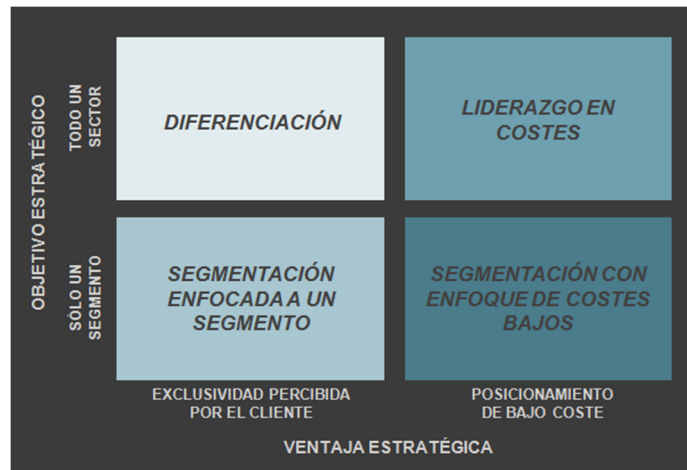 OBJETIVO ESTRATÉGICO
TODO UN
SECTOR
DIFERENCIACIÓN
LIDERAZGO EN
COSTES
SÓLO UN
SEGMENTO
SEGMENTACIÓN
ENFOCADA A UN
SEGMENTO
SEGMENTACIÓN CON
ENFOQUE DE COSTES
BAJOS
EXCLUSIVIDAD PERCIBIDA
POR EL CLIENTE
POSICIONAMIENTO
DE BAJO COSTE
VENTAJA ESTRATÉGICA